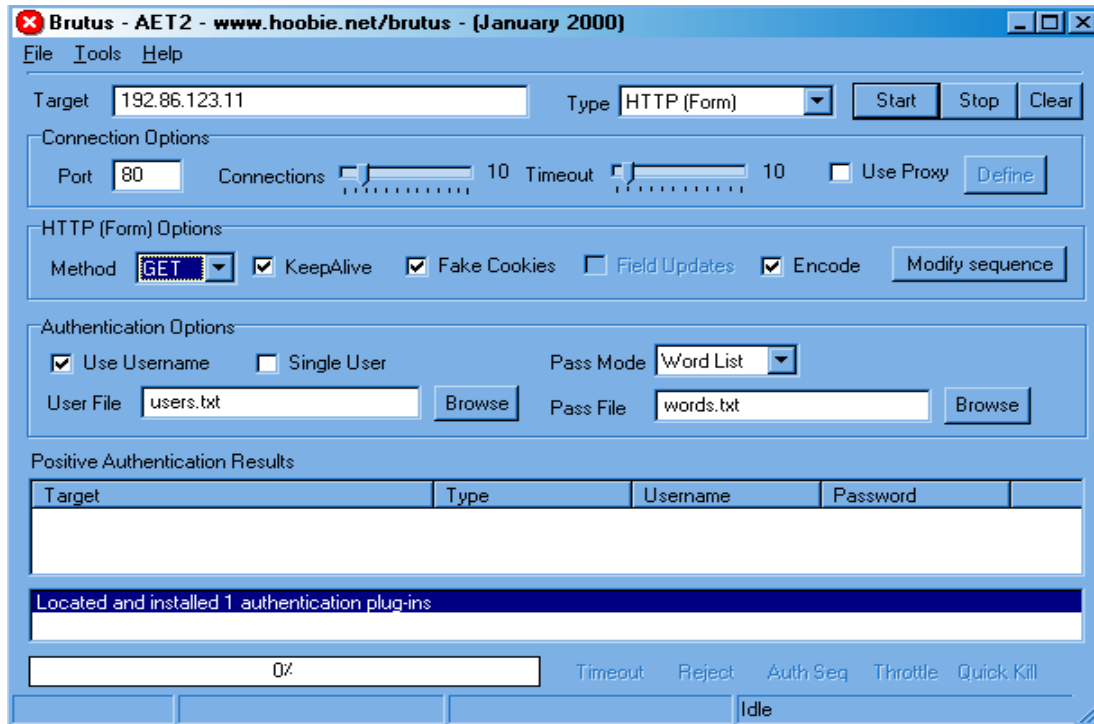 Brutus - AET2 - www.hoobie.net/brutus - (January 2000)
File Tools Help
Target 192.86.123.11 Type HTTP (Form) Start Stop Clear
Connection Options
Port 80 Connections 10 Timeout 10 Use Proxy Define
HTTP (Form) Options
Method GET KeepAlive Fake Cookies Field Updates Encode Modify sequence
Authentication Options
Use Username Single User Pass Mode Word List
User File users.txt Browse Pass File words.txt Browse
Positive Authentication Results
Target Type Username Password
Located and installed 1 authentication plug-ins
0% Timeout Reject Auth Seq Throttle Quick Kill
Idle